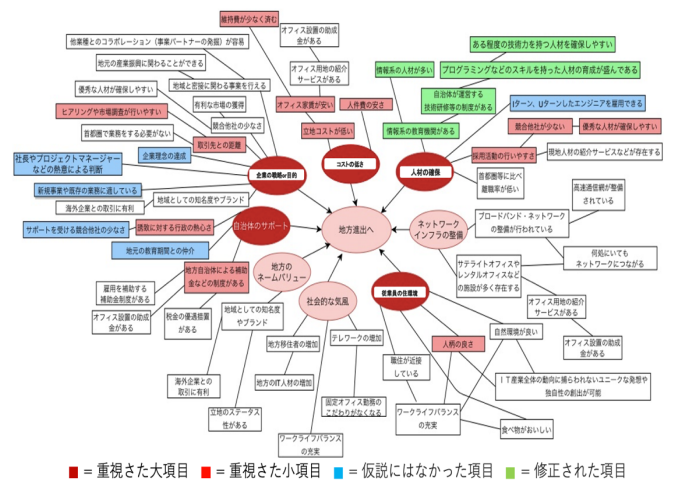 維持費が少なく済む
オフィス設置の助成
金がある
他業種とのコラボレーション（事業パートナーの発掘）が容易
ある程度の技術力を持つ人材を確保しやすい
地元の産業振興に関わることができる
オフィス用地の紹介
サービスがある
情報系の人材が多い
プログラミングなどのスキルを持った人材の育成が盛んである
優秀な人材が確保しやすい
地域と密接に関わる事業を行える
有利な市場の獲得
オフィス家賃が安い
人件費の安さ
自治体が運営する
技術研修等の制度がある
Iターン、Uターンしたエンジニアを雇用できる
ヒアリングや市場調査が行いやすい
競合他社の少なさ
首都圏で業務をする必要がない
取引先との距離
立地コストが低い
情報系の教育機関がある
競合他社が少ない
優秀な人材が確保しやすい
社長やプロジェクトマネージャー
などの熱意による判断
企業理念の達成
企業の戦略or目的
コストの低さ
人材の確保
採用活動の行いやすさ
現地人材の紹介サービスなどが存在する
新規事業や既存の業務に適している
首都圏等に比べ
離職率が低い
高速通信網が整備
されている
海外企業との取引に有利
地域としての知名度やブランド
サポートを受ける競合他社の少なさ
誘致に対する行政の熱心さ
自治体のサポート
地方進出へ
ネットワーク
インフラの整備
ブロードバンド・ネットワーク
の整備が行われている
地元の教育期間との仲介
何処にいても
ネットワークにつながる
地方自治体による補助
金などの制度がある
地方の
ネームバリュー
サテライトオフィスや
レンタルオフィスなど
の施設が多く存在する
雇用を補助する
補助金制度がある
社会的な気風
従業員の住環境
オフィス用地の紹介
サービスがある
オフィス設置の助成
金がある
税金の優遇措置
がある
地域としての知名度
やブランド
自然環境が良い
地方移住者の増加
テレワークの増加
人柄の良さ
オフィス設置の助成
金がある
職住が近接
している
海外企業との
取引に有利
地方のIT人材の増加
ＩＴ産業全体の動向に捕らわれないユニークな発想や
独自性の創出が可能
立地のステータス
性がある
固定オフィス勤務の
こだわりがなくなる
ワークライフバランス
の充実
食べ物がおいしい
ワークライフバランス
の充実
= 重視さた大項目
= 重視さた小項目
= 仮説にはなかった項目
= 修正された項目